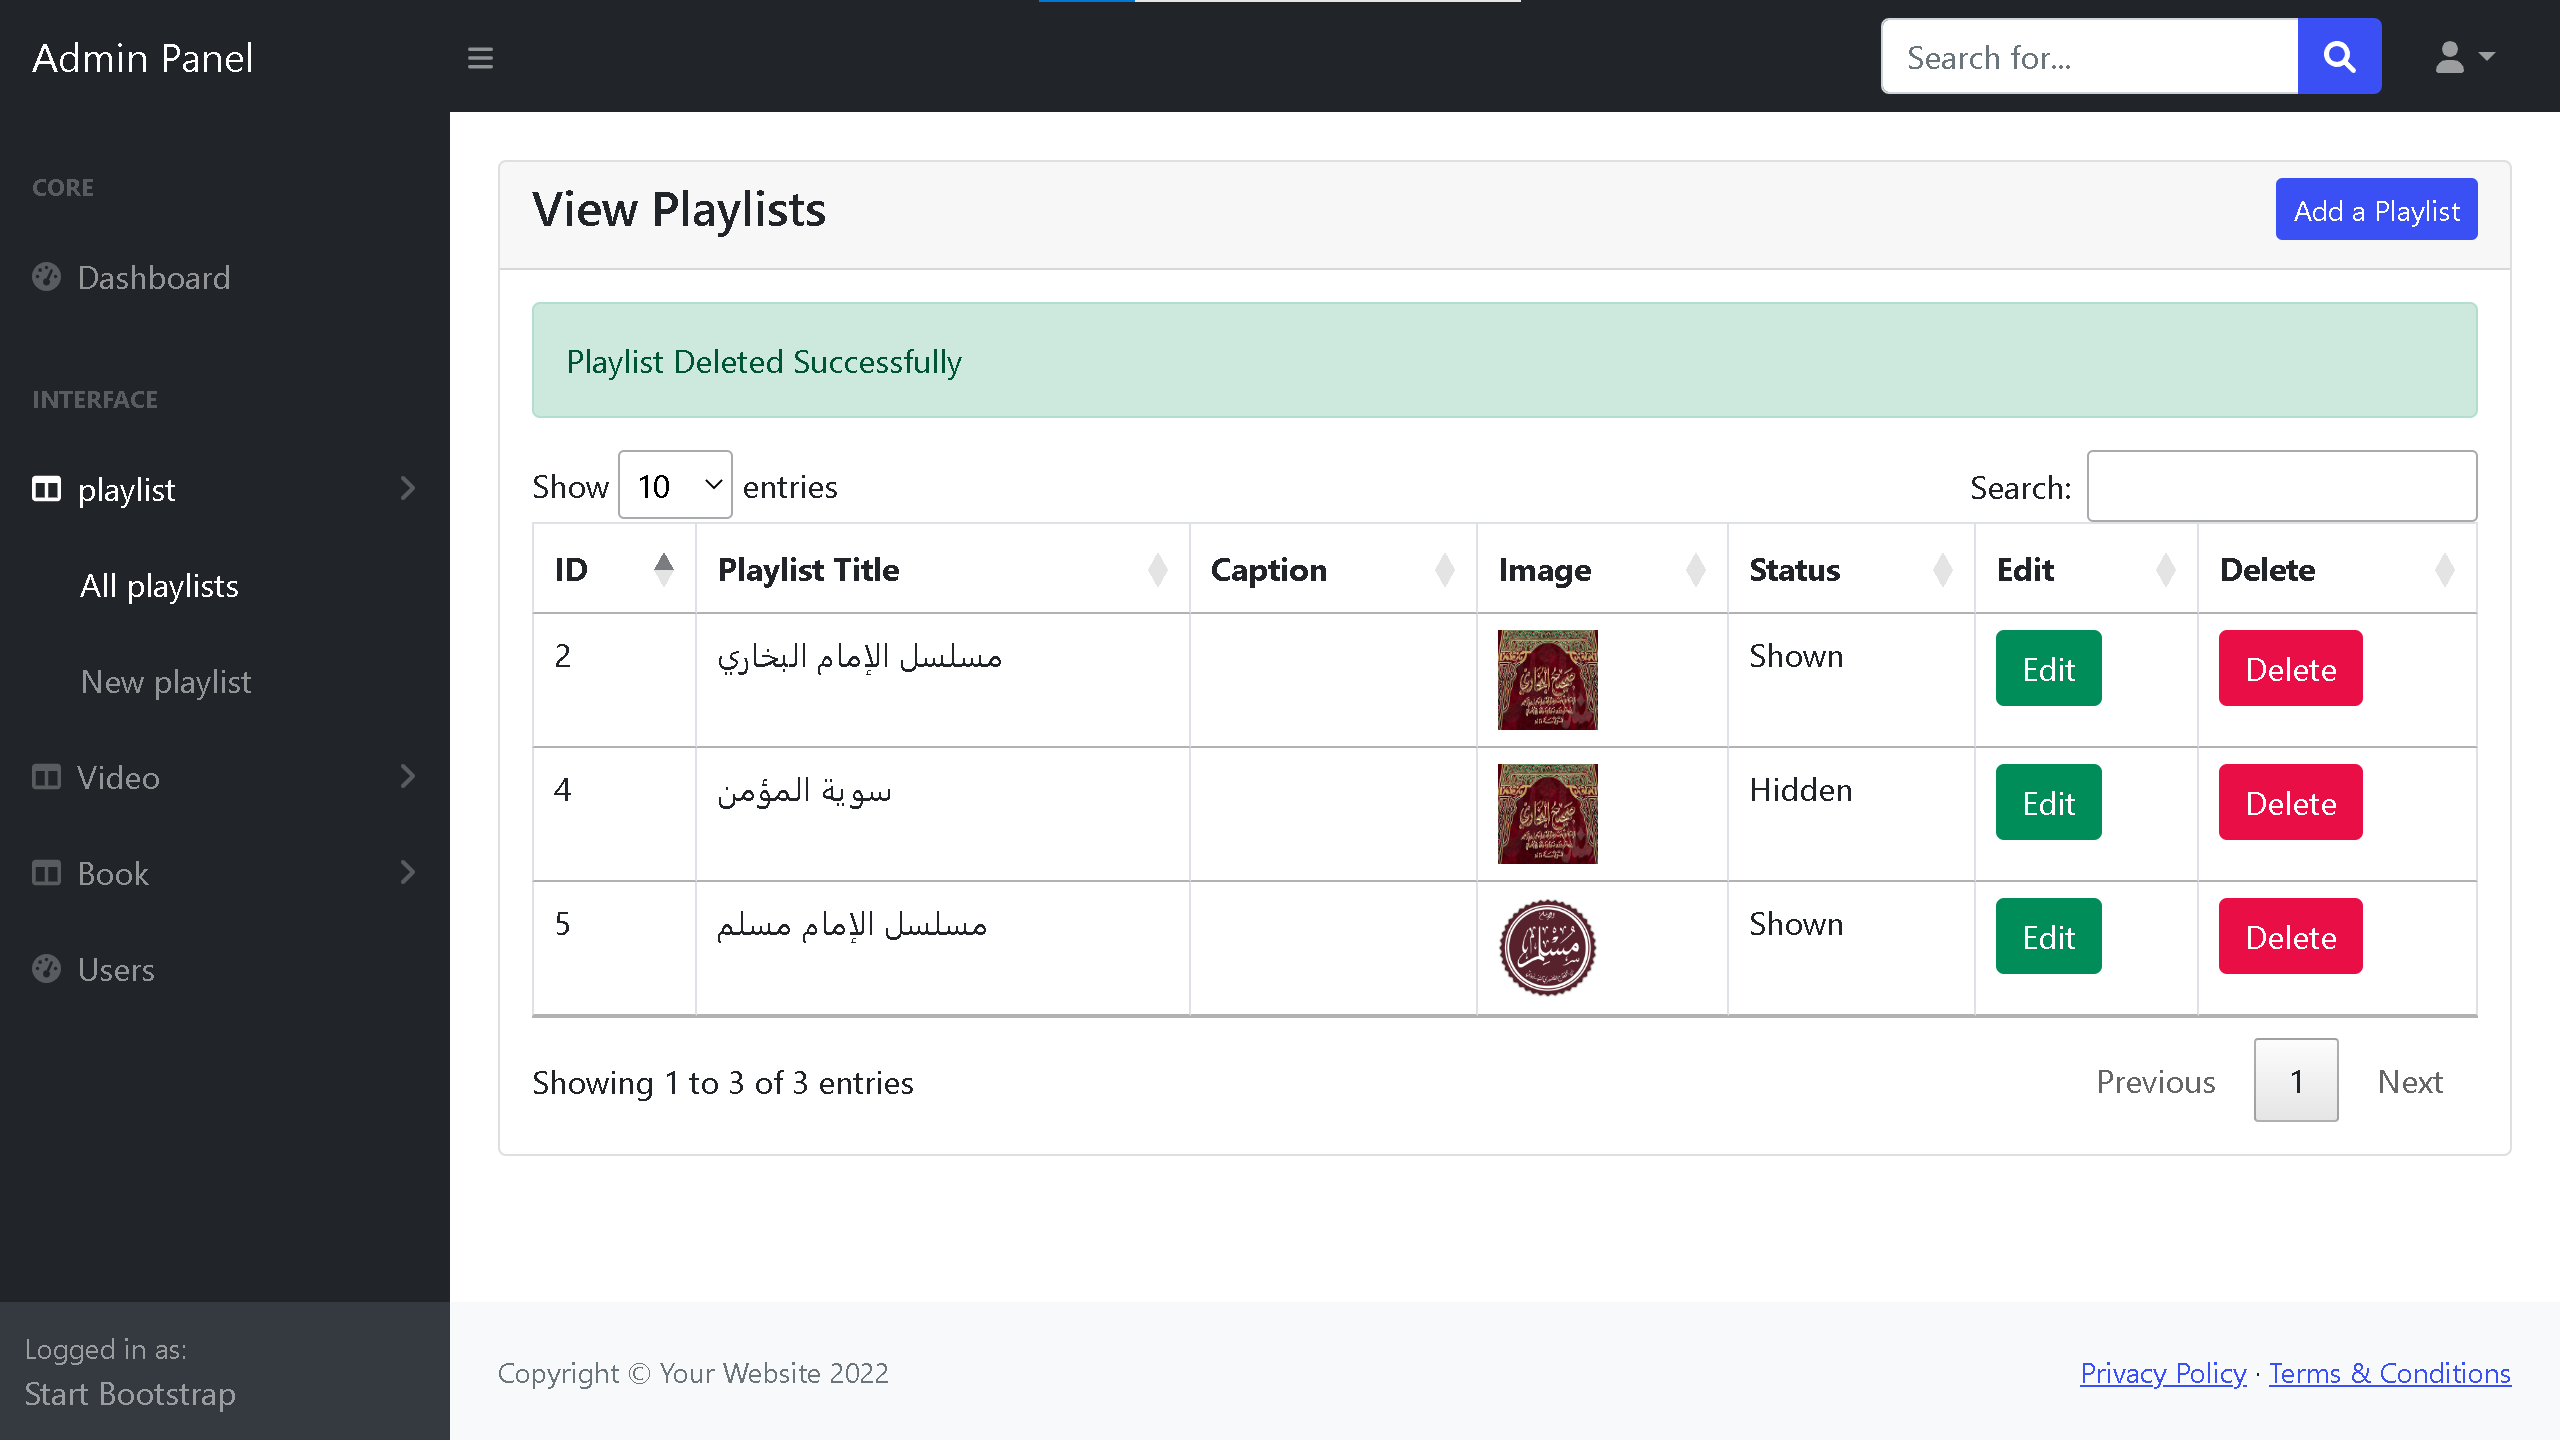 Admin Panel
Search for...
CORE
Dashboard
INTERFACE
playlist
All playlists
New playlist
Video
Book
Users
Logged in as:
Start Bootstrap
View Playlists
Add a Playlist
Playlist Deleted Successfully
Show 10 entries
Search:
ID Playlist Title Caption Image Status Edit Delete
2 مسلسل الإمام البخاري Shown Edit Delete
4 سوية المؤمن Hidden Edit Delete
5 مسلسل الإمام مسلم مسلم Shown Edit Delete
Showing 1 to 3 of 3 entries
Previous 1 Next
Copyright © Your Website 2022
Privacy Policy · Terms & Conditions